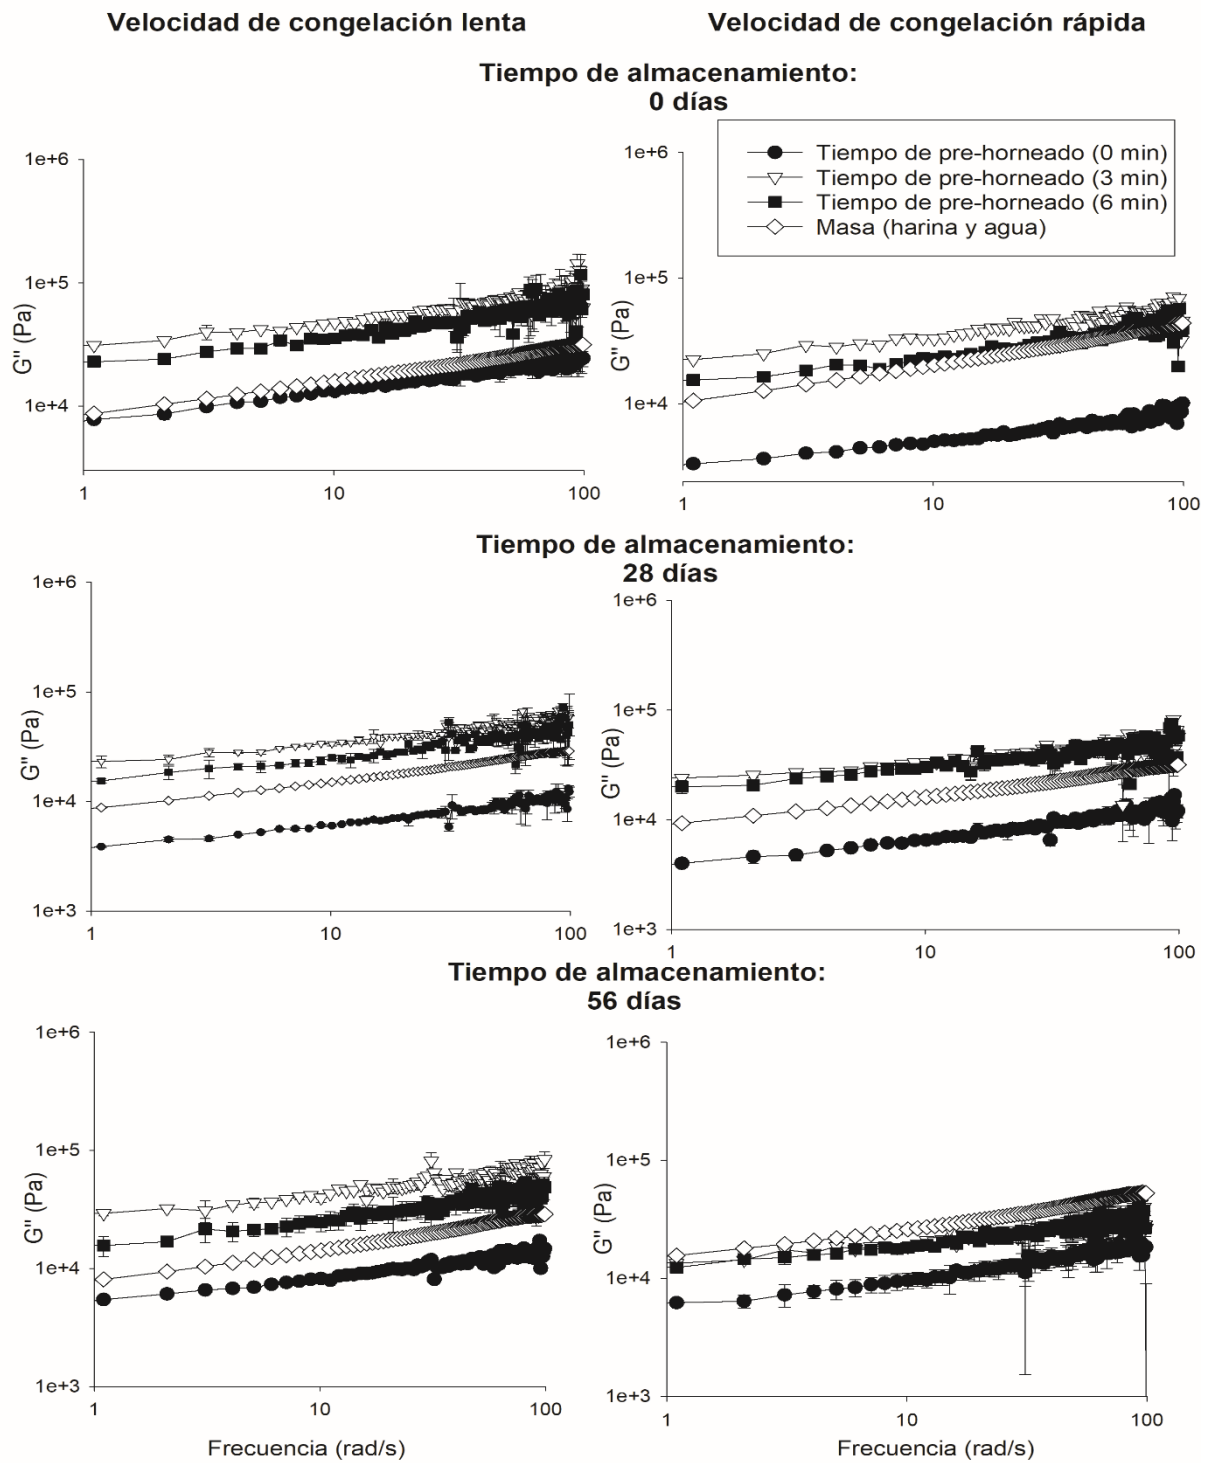 Velocidad de congelación lenta
Velocidad de congelación rápida
Tiempo de almacenamiento:
0 días
Tiempo de pre-horneado (0 min)
Tiempo de pre-horneado (3 min)
Tiempo de pre-horneado (6 min)
Masa (harina y agua)
1e+6
1e+5
1e+4
G" (Pa)
1
10
100
1e+6
1e+5
1e+4
G" (Pa)
1
10
100
Tiempo de almacenamiento:
28 días
1e+6
1e+5
1e+4
1e+3
G" (Pa)
1
10
100
1e+6
1e+5
1e+4
1e+3
G" (Pa)
1
10
100
Tiempo de almacenamiento:
56 días
1e+6
1e+5
1e+4
1e+3
G" (Pa)
1
10
100
Frecuencia (rad/s)
1e+6
1e+5
1e+4
1e+3
G" (Pa)
1
10
100
Frecuencia (rad/s)